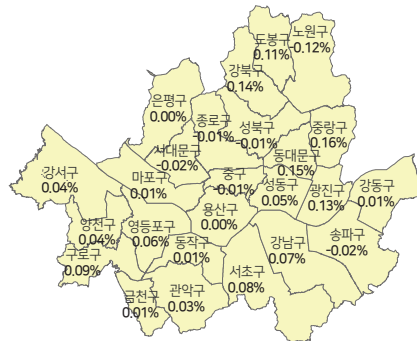 도봉구
0.11%
노원구
-0.12%
강북구
0.14%
은평구
0.00%
종로구
0.01%
성북구
-0.01%
중랑구
0.16%
서대문구
-0.02%
동대문구
0.15%
강서구
0.04%
마포구
0.01%
중구
-0.01%
성동구
0.05%
광진구
0.13%
강동구
0.01%
양천구
0.04%
영등포구
0.06%
용산구
0.00%
동작구
0.01%
강남구
0.07%
송파구
-0.02%
구로구
0.09%
금천구
0.01%
관악구
0.03%
서초구
0.08%